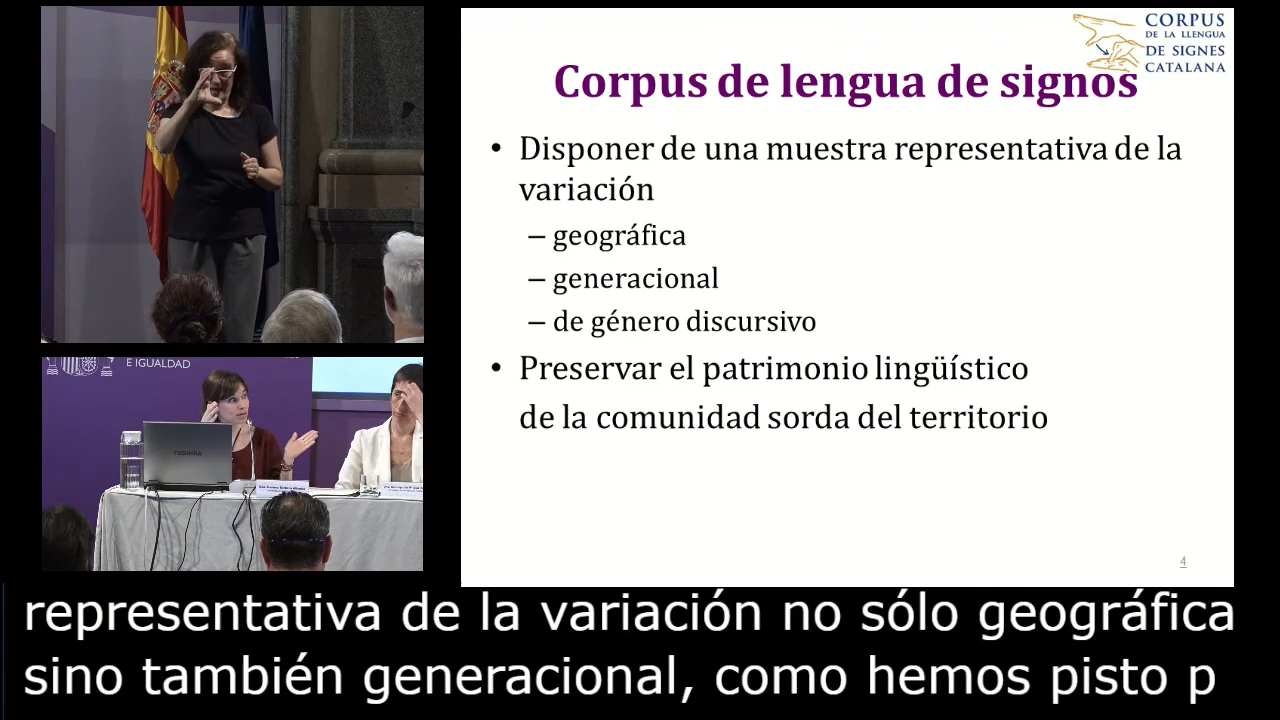 CORPUS
DE LA LLENGUA
DE SIGNES
CATALANA
Corpus de lengua de signos
• Disponer de una muestra representativa de la
variación
– geográfica
– generacional
– de género discursivo
• Preservar el patrimonio lingüístico
de la comunidad sorda del territorio
4
E IGUALDAD
TOSHIBA
representativa de la variación no sólo geográfica
sino también generacional, como hemos pisto p